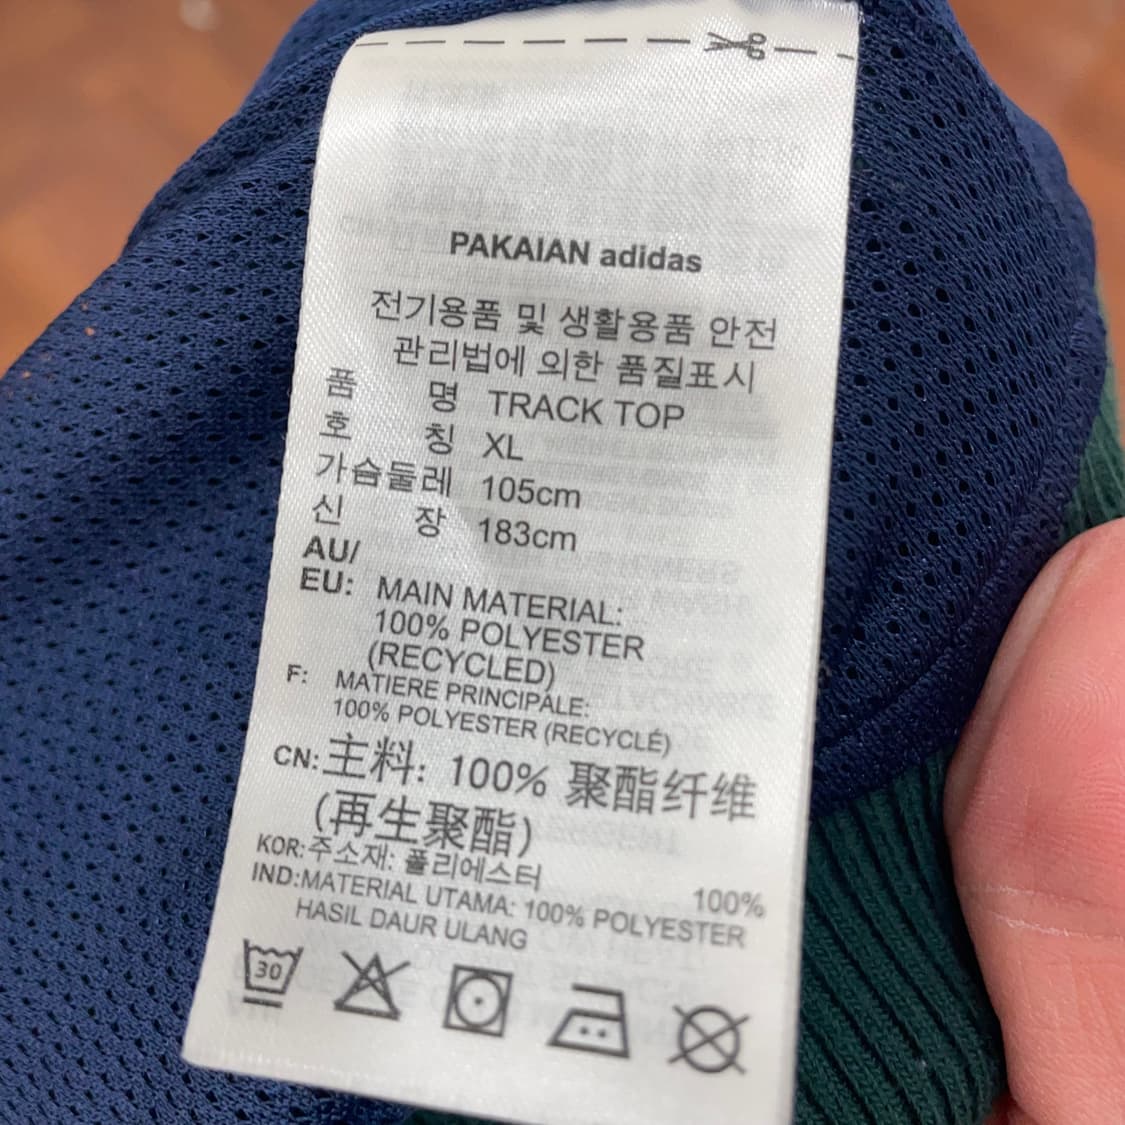 PAKAIAN adidas
전기용품 및 생활용품 안전
관리법에 의한 품질표시
품 명 TRACK TOP
호 칭 XL
가슴둘레 105cm
신 장 183cm
AU/
EU: MAIN MATERIAL:
100% POLYESTER
(RECYCLED)
F: MATIERE PRINCIPALE:
100% POLYESTER (RECYCLÉ)
CN: 主料: 100% 聚酯纤维
(再生聚酯)
KOR: 주소재: 폴리에스터
100%
IND: MATERIAL UTAMA: 100% POLYESTER
HASIL DAUR ULANG
30